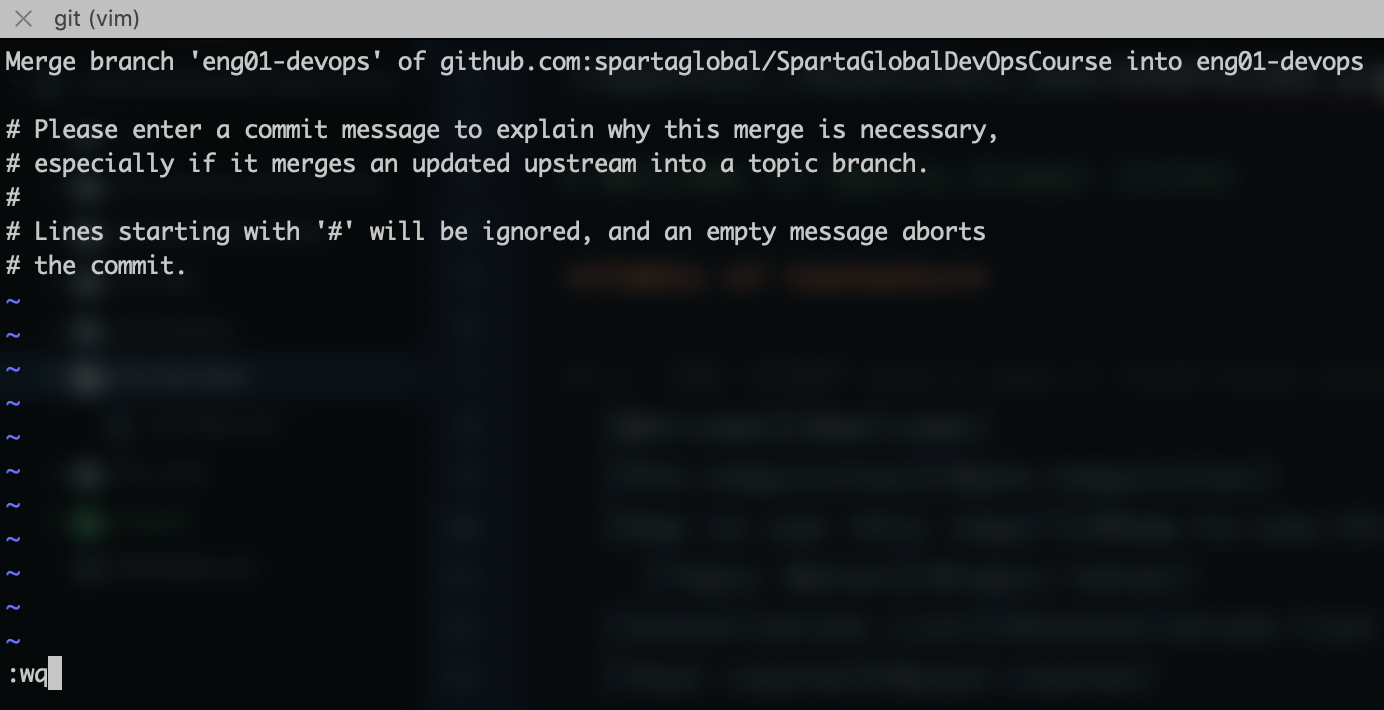 git (vim)
Merge branch 'eng01-devops' of github.com:spartaglobal/SpartaGlobalDevOpsCourse into eng01-devops
# Please enter a commit message to explain why this merge is necessary,
# especially if it merges an updated upstream into a topic branch.
#
# Lines starting with '#' will be ignored, and an empty message aborts
# the commit.
~
~
~
~
~
~
~
~
~
~
~
:wq